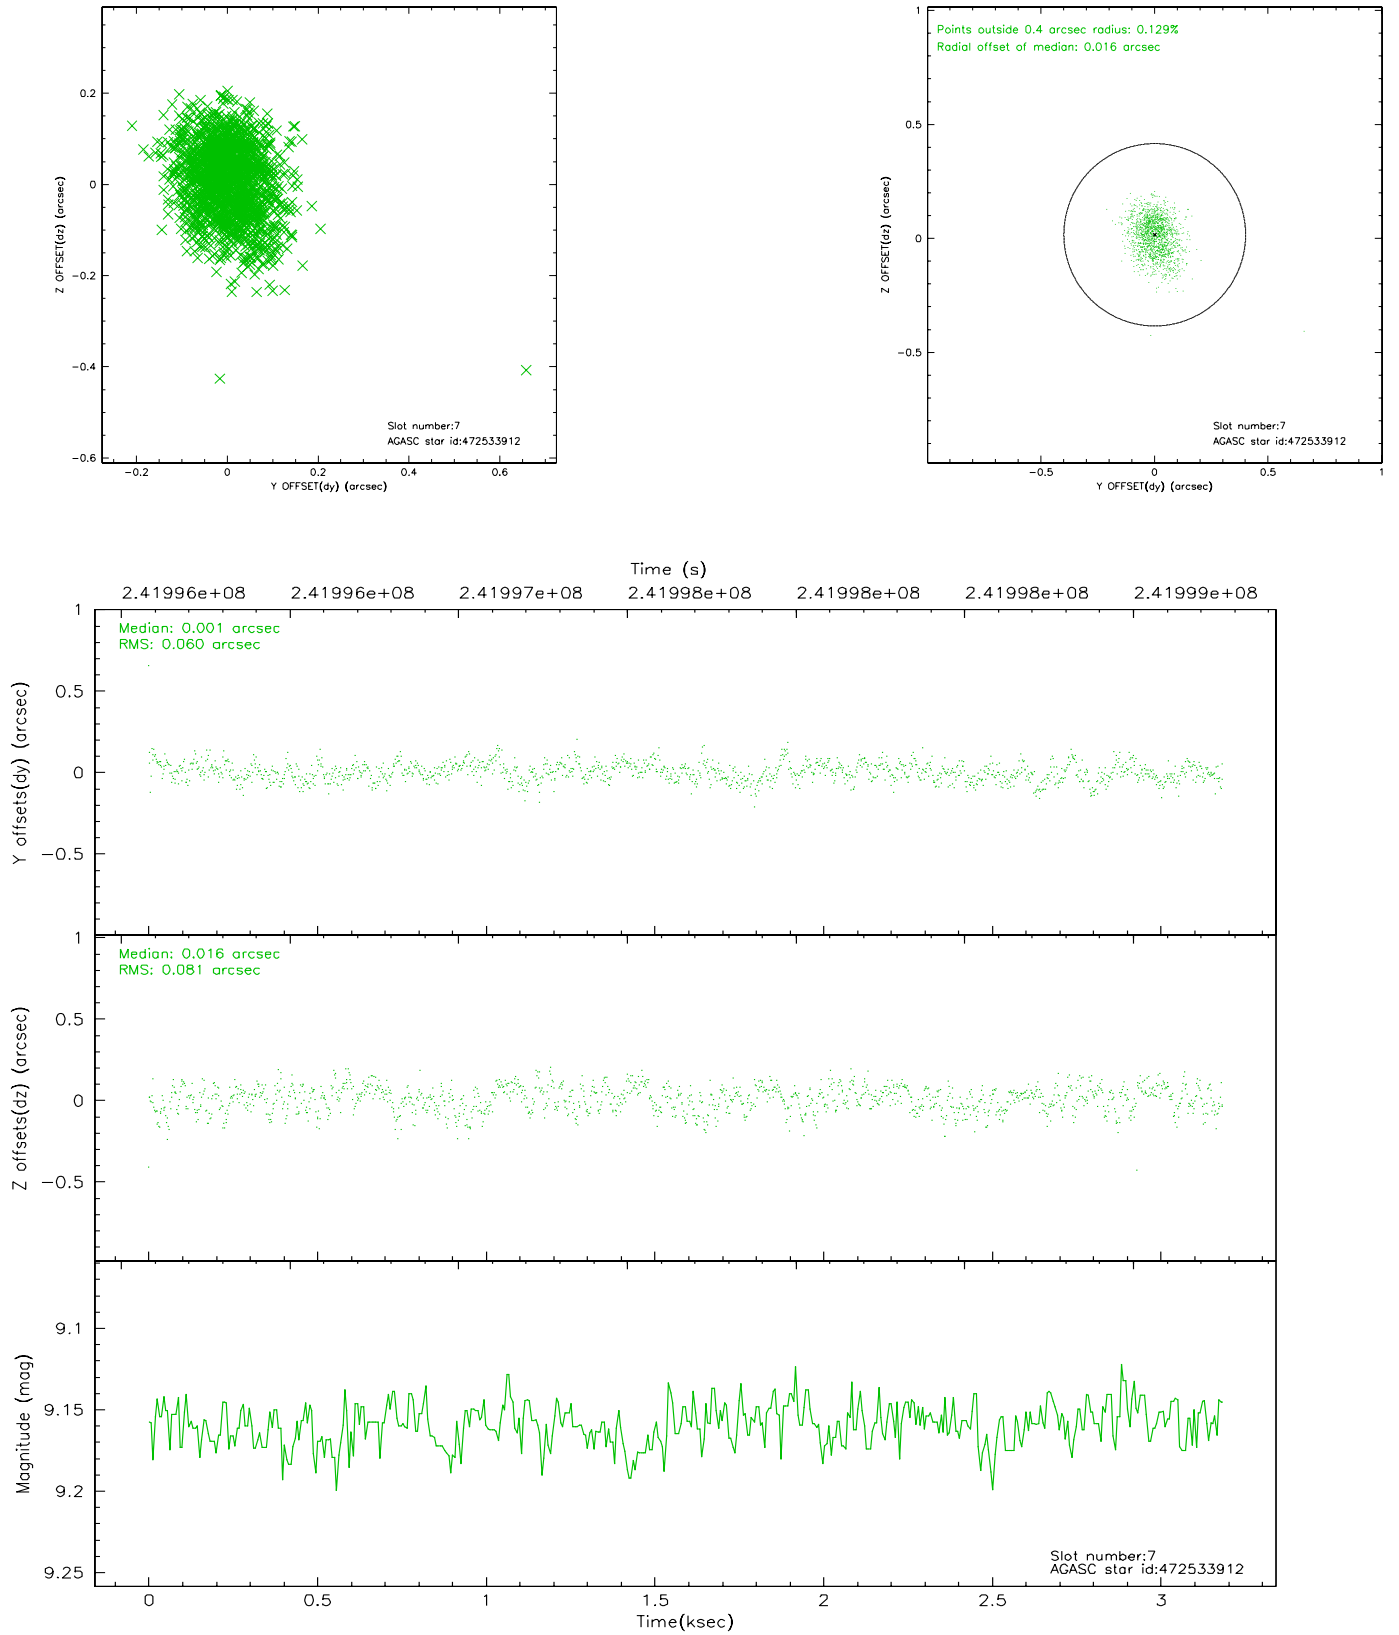 0.2
0
−0.2
−0.4
−0.6
Z OFFSET(dz) (arcsec)
Slot number:7
AGASC star id:472533912
−0.2 0 0.2 0.4 0.6
Y OFFSET(dy) (arcsec)
Points outside 0.4 arcsec radius: 0.129%
Radial offset of median: 0.016 arcsec
1
0.5
0
−0.5
Z OFFSET(dz) (arcsec)
Slot number:7
AGASC star id:472533912
−0.5 0 0.5 1
Y OFFSET(dy) (arcsec)
Time (s)
2.41996e+08 2.41996e+08 2.41997e+08 2.41998e+08 2.41998e+08 2.41998e+08 2.41999e+08
Median: 0.001 arcsec
RMS: 0.060 arcsec
1
0.5
0
−0.5
Y offsets(dy) (arcsec)
Median: 0.016 arcsec
RMS: 0.081 arcsec
1
0.5
0
−0.5
Z offsets(dz) (arcsec)
9.1
9.15
9.2
9.25
Magnitude (mag)
Slot number:7
AGASC star id:472533912
0 0.5 1 1.5 2 2.5 3
Time(ksec)